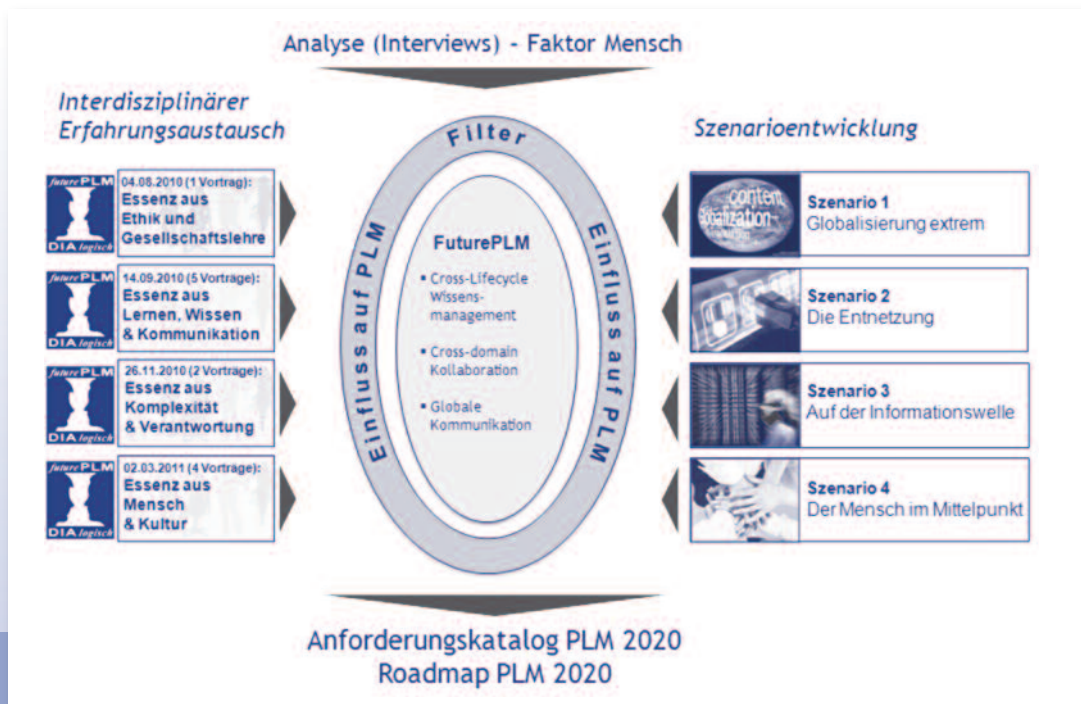 Analyse (Interviews) - Faktor Mensch
Interdisziplinärer
Erfahrungsaustausch
future PLM
DIA logisch
04.08.2010 (1 Vortrag):
Essenz aus
Ethik und
Gesellschaftslehre
future PLM
DIA logisch
14.09.2010 (5 Vorträge):
Essenz aus
Lernen, Wissen
& Kommunikation
future PLM
DIA logisch
26.11.2010 (2 Vorträge):
Essenz aus
Komplexität
& Verantwortung
future PLM
DIA logisch
02.03.2011 (4 Vorträge):
Essenz aus
Mensch
& Kultur
Filter
Einfluss auf PLM
Einfluss auf PLM
FuturePLM
▪ Cross-Lifecycle
Wissens-
management
▪ Cross-domain
Kollaboration
▪ Globale
Kommunikation
Szenarioentwicklung
content
Globalization
Szenario 1
Globalisierung extrem
Szenario 2
Die Entnetzung
Szenario 3
Auf der Informationswelle
Szenario 4
Der Mensch im Mittelpunkt
Anforderungskatalog PLM 2020
Roadmap PLM 2020